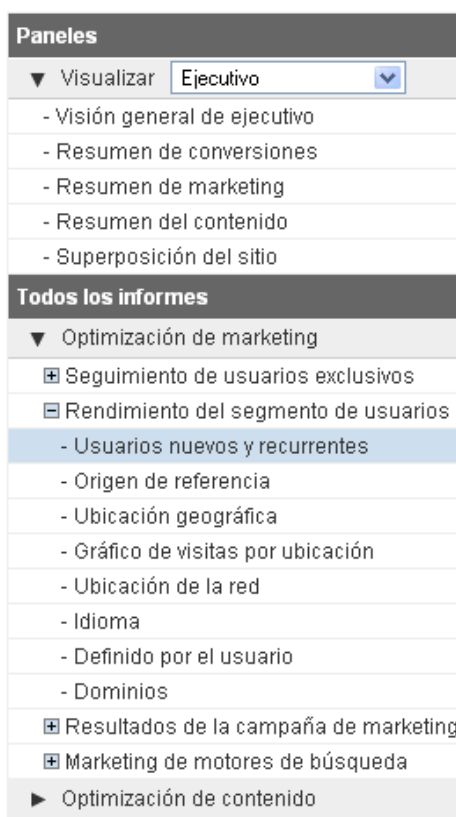 Paneles
Visualizar Ejecutivo
- Visión general de ejecutivo
- Resumen de conversiones
- Resumen de marketing
- Resumen del contenido
- Superposición del sitio
Todos los informes
Optimización de marketing
Seguimiento de usuarios exclusivos
Rendimiento del segmento de usuarios
- Usuarios nuevos y recurrentes
- Origen de referencia
- Ubicación geográfica
- Gráfico de visitas por ubicación
- Ubicación de la red
- Idioma
- Definido por el usuario
- Dominios
Resultados de la campaña de marketing
Marketing de motores de búsqueda
Optimización de contenido